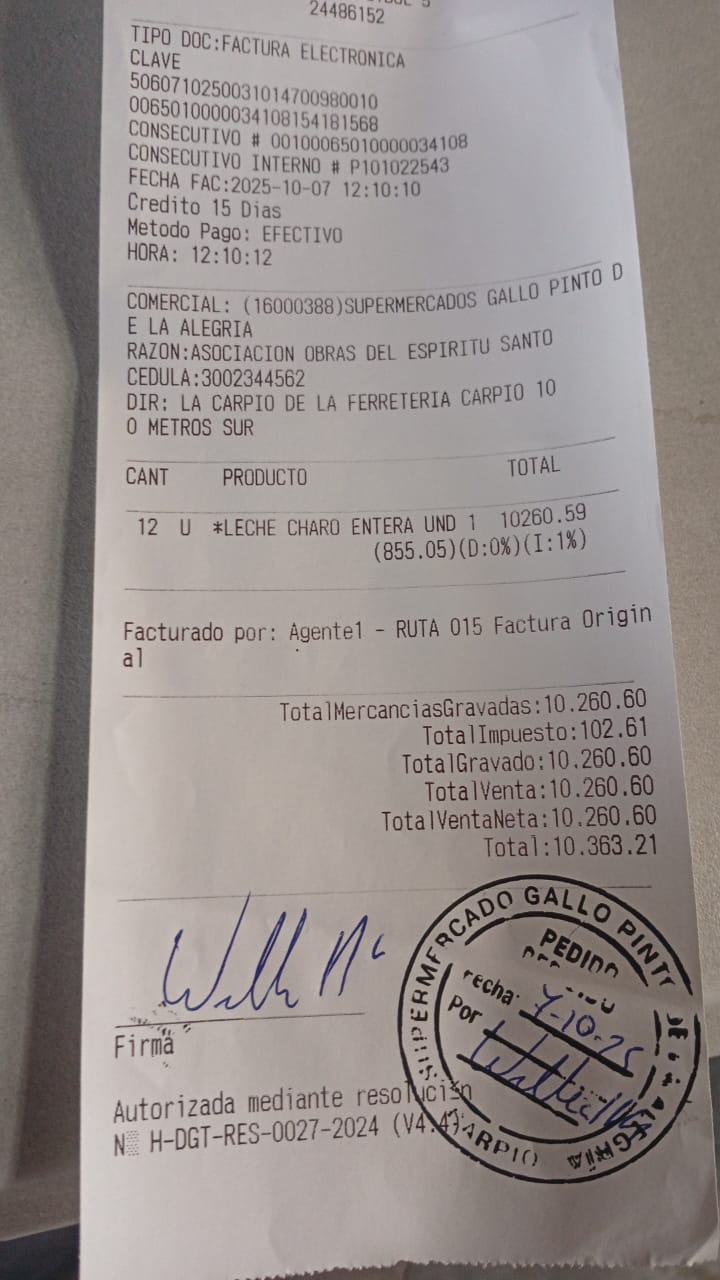 24486152
TIPO DOC:FACTURA ELECTRONICA
CLAVE
5060710250031014700980010
00650100000341081541815​68
CONSECUTIVO # 00100065010000034108
CONSECUTIVO INTERNO # P101022543
FECHA FAC:2025-10-07 12:10:10
Credito 15 Dias
Metodo Pago: EFECTIVO
HORA: 12:10:12
COMERCIAL: (16000388)SUPERMERCADOS GALLO PINTO D
E LA ALEGRIA
RAZON:ASOCIACION OBRAS DEL ESPIRITU SANTO
CEDULA:3002344562
DIR: LA CARPIO DE LA FERRETERIA CARPIO 10
0 METROS SUR
CANT PRODUCTO TOTAL
12 U *LECHE CHARO ENTERA UND 1 10260.59
(855.05)(D:0%)(I:1%)
Facturado por: Agente1 - RUTA 015 Factura Origin
al
TotalMercanciasGravadas:10.260.60
TotalImpuesto:102.61
TotalGravado:10.260.60
TotalVenta:10.260.60
TotalVentaNeta:10.260.60
Total:10.363.21
Firma
Autorizada mediante resolución
N H-DGT-RES-0027-2024 (V4.4)
SUPERMERCADO GALLO PINTO DE LA ALEGRIA
CARPIO
PEDIDO
Fecha: 7-10-25
Por